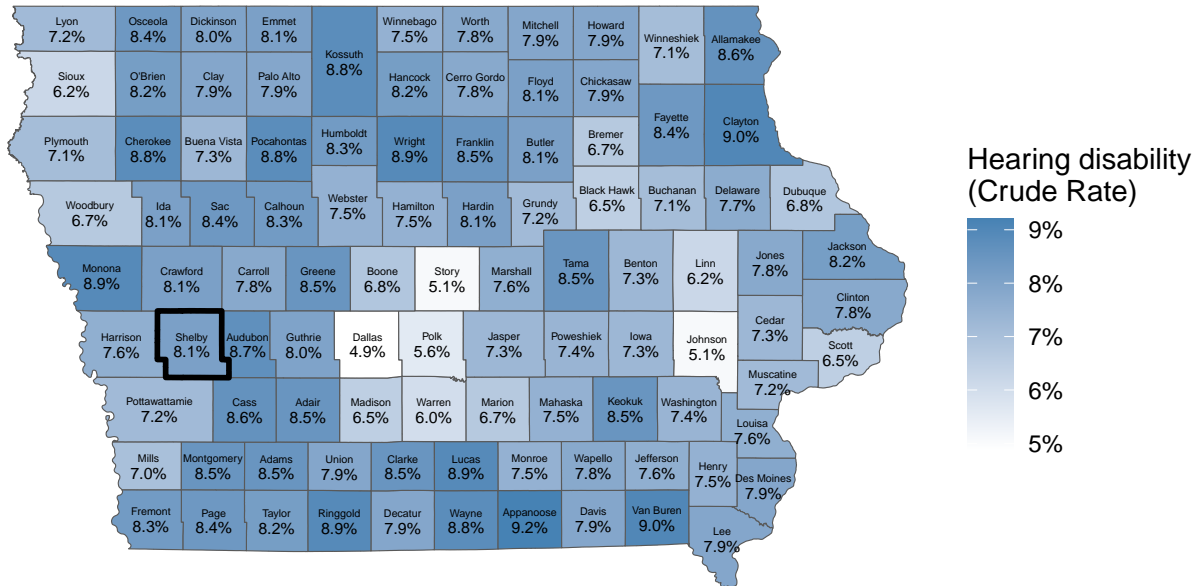 Lyon
7.2%
Osceola
8.4%
Dickinson
8.0%
Emmet
8.1%
Kossuth
8.8%
Winnebago
7.5%
Worth
7.8%
Mitchell
7.9%
Howard
7.9%
Winneshiek
7.1%
Allamakee
8.6%
Sioux
6.2%
O'Brien
8.2%
Clay
7.9%
Palo Alto
7.9%
Hancock
8.2%
Cerro Gordo
7.8%
Floyd
8.1%
Chickasaw
7.9%
Fayette
8.4%
Clayton
9.0%
Plymouth
7.1%
Cherokee
8.8%
Buena Vista
7.3%
Pocahontas
8.8%
Humboldt
8.3%
Wright
8.9%
Franklin
8.5%
Butler
8.1%
Bremer
6.7%
Woodbury
6.7%
Ida
8.1%
Sac
8.4%
Calhoun
8.3%
Webster
7.5%
Hamilton
7.5%
Hardin
8.1%
Grundy
7.2%
Black Hawk
6.5%
Buchanan
7.1%
Delaware
7.7%
Dubuque
6.8%
Monona
8.9%
Crawford
8.1%
Carroll
7.8%
Greene
8.5%
Boone
6.8%
Story
5.1%
Marshall
7.6%
Tama
8.5%
Benton
7.3%
Linn
6.2%
Jones
7.8%
Jackson
8.2%
Clinton
7.8%
Harrison
7.6%
Shelby
8.1%
Audubon
8.7%
Guthrie
8.0%
Dallas
4.9%
Polk
5.6%
Jasper
7.3%
Poweshiek
7.4%
Iowa
7.3%
Johnson
5.1%
Cedar
7.3%
Scott
6.5%
Muscatine
7.2%
Pottawattamie
7.2%
Cass
8.6%
Adair
8.5%
Madison
6.5%
Warren
6.0%
Marion
6.7%
Mahaska
7.5%
Keokuk
8.5%
Washington
7.4%
Louisa
7.6%
Mills
7.0%
Montgomery
8.5%
Adams
8.5%
Union
7.9%
Clarke
8.5%
Lucas
8.9%
Monroe
7.5%
Wapello
7.8%
Jefferson
7.6%
Henry
7.5%
Des Moines
7.9%
Fremont
8.3%
Page
8.4%
Taylor
8.2%
Ringgold
8.9%
Decatur
7.9%
Wayne
8.8%
Appanoose
9.2%
Davis
7.9%
Van Buren
9.0%
Lee
7.9%
Hearing disability
(Crude Rate)
9%
8%
7%
6%
5%